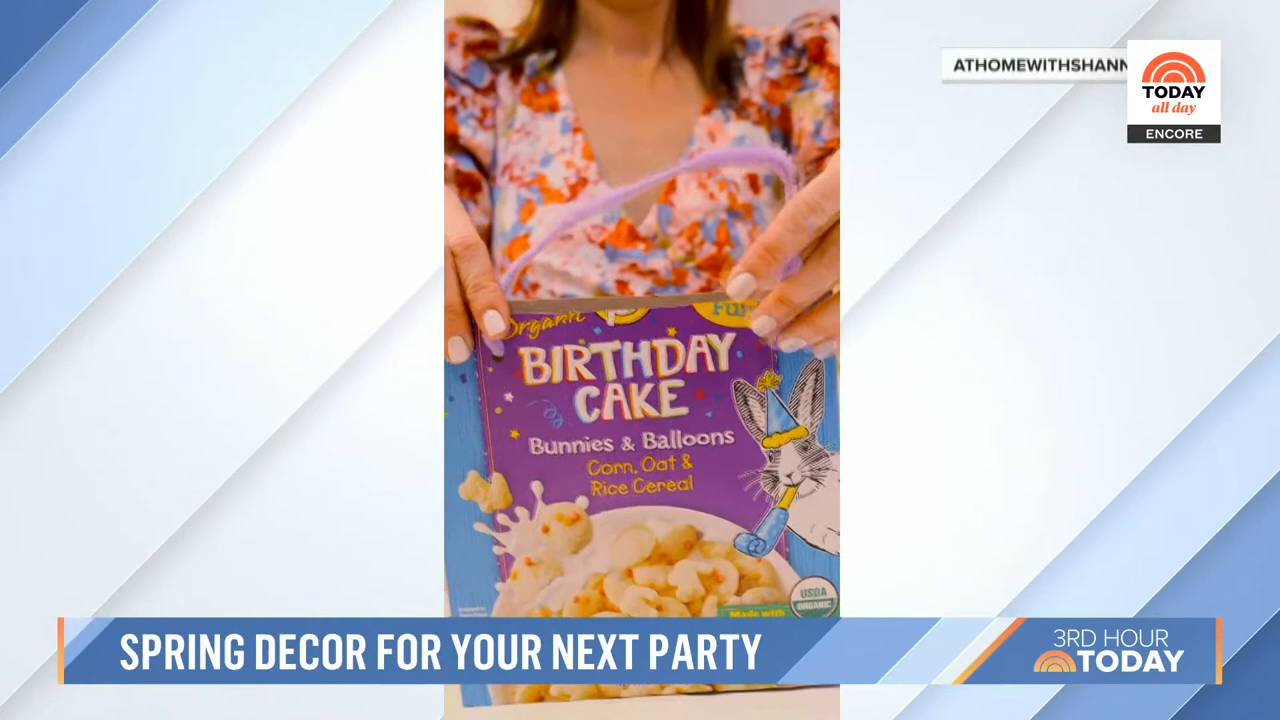 ATHOMEWITHSHANN
TODAY
all day
ENCORE
Organic
Fun
BIRTHDAY
CAKE
Bunnies & Balloons
Corn, Oat &
Rice Cereal
USDA
ORGANIC
Made with
SPRING DECOR FOR YOUR NEXT PARTY
3RD HOUR
TODAY